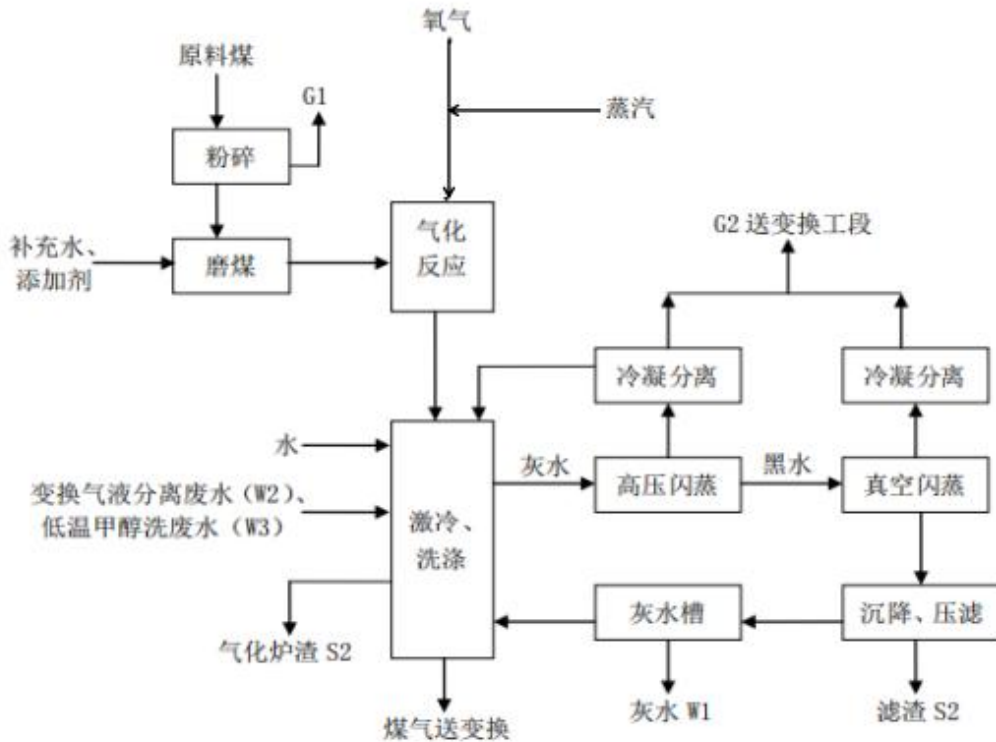 氧气
原料煤
G1
蒸汽
粉碎
气化
反应
G2 送变换工段
补充水、
添加剂
磨煤
冷凝分离
冷凝分离
水
灰水
高压闪蒸
黑水
真空闪蒸
变换气液分离废水（W2）、
低温甲醇洗废水（W3）
激冷、
洗涤
灰水槽
沉降、压滤
气化炉渣 S2
煤气送变换
灰水 W1
滤渣 S2